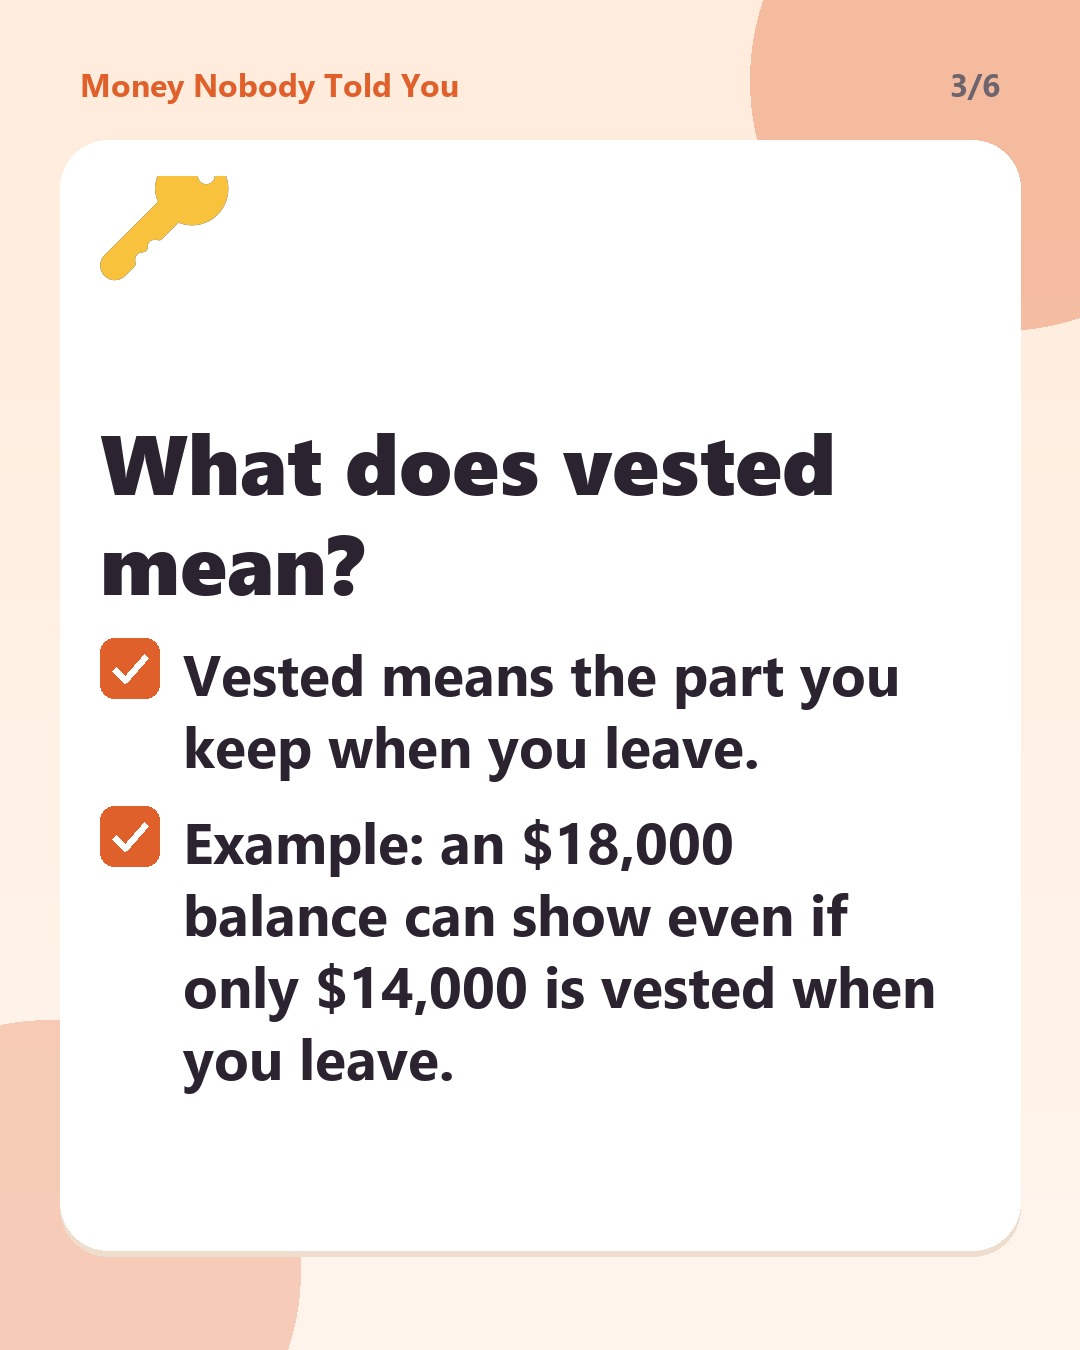 Money Nobody Told You
3/6
What does vested
mean?
Vested means the part you
keep when you leave.
Example: an $18,000
balance can show even if
only $14,000 is vested when
you leave.